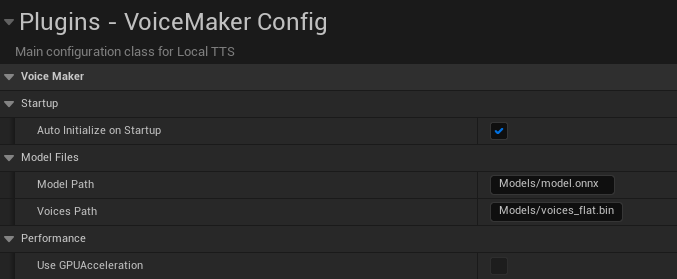 Plugins - VoiceMaker Config
Main configuration class for Local TTS
Voice Maker
Startup
Auto Initialize on Startup
Model Files
Model Path Models/model.onnx
Voices Path Models/voices_flat.bin
Performance
Use GPUAcceleration